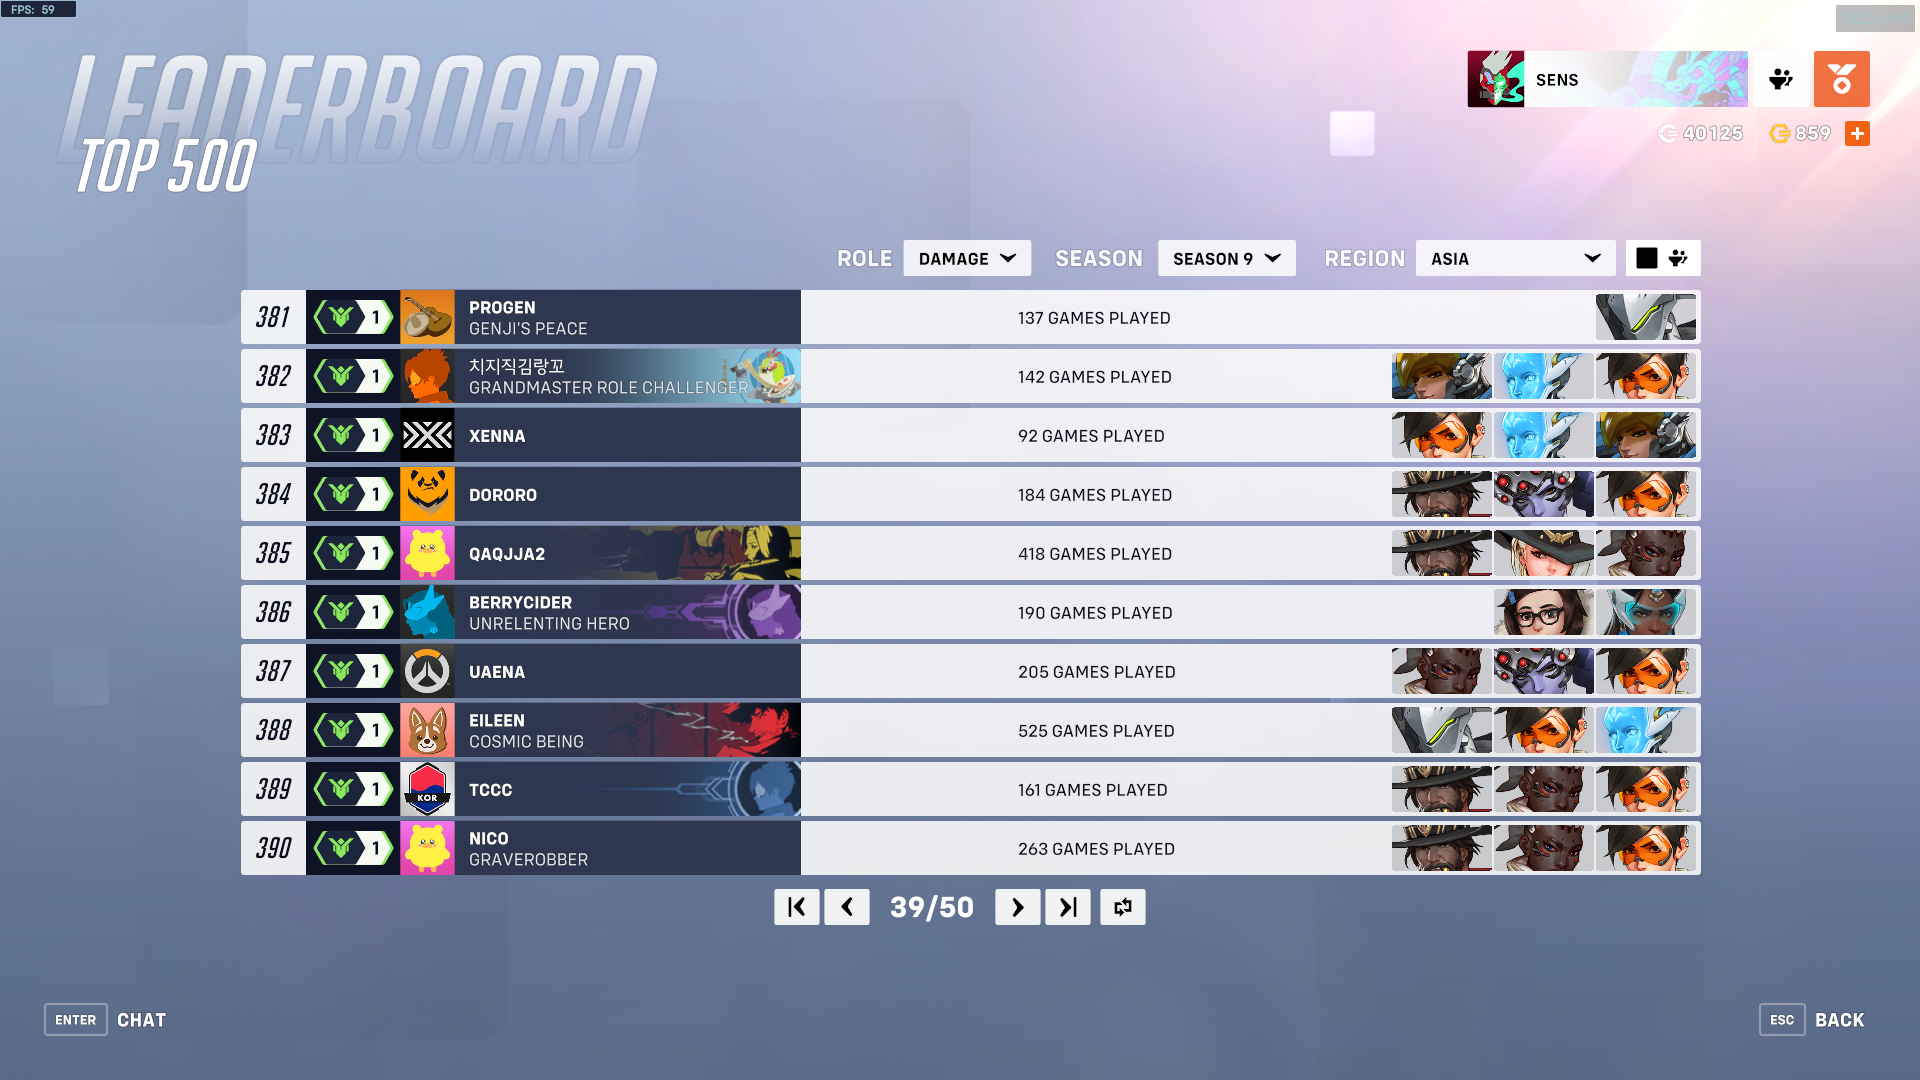 FPS: 59
LEADERBOARD
TOP 500
SENS
40125
859
ROLE
DAMAGE
SEASON
SEASON 9
REGION
ASIA
381 1 PROGEN
GENJI'S PEACE
137 GAMES PLAYED
382 1 치지직김랑꼬
GRANDMASTER ROLE CHALLENGER
142 GAMES PLAYED
383 1 XENNA
92 GAMES PLAYED
384 1 DORORO
184 GAMES PLAYED
385 1 QAQJJA2
418 GAMES PLAYED
386 1 BERRYCIDER
UNRELENTING HERO
190 GAMES PLAYED
387 1 UAENA
205 GAMES PLAYED
388 1 EILEEN
COSMIC BEING
525 GAMES PLAYED
389 1 KOR TCCC
161 GAMES PLAYED
390 1 NICO
GRAVEROBBER
263 GAMES PLAYED
39/50
ENTER CHAT
ESC BACK